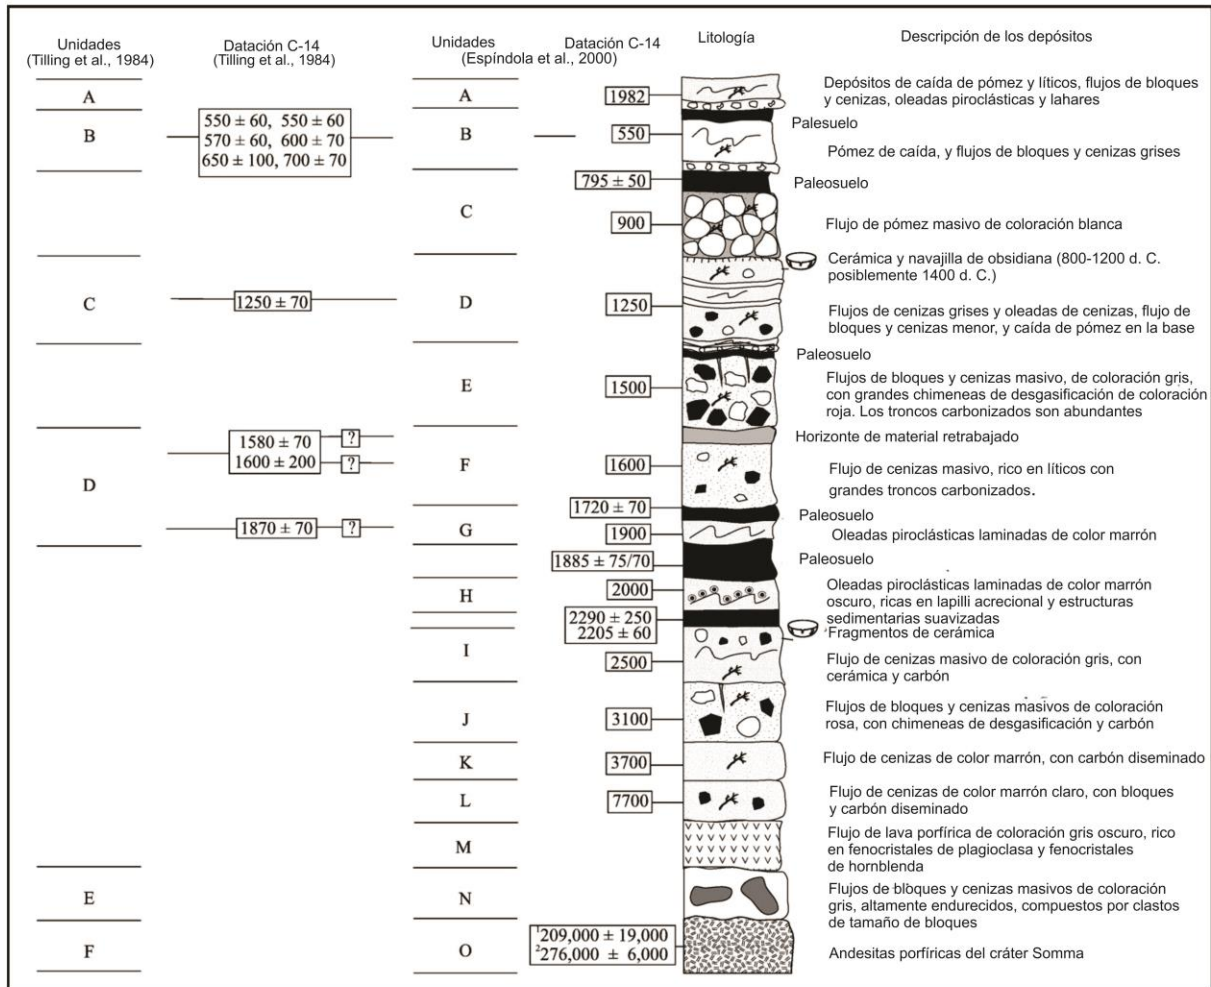 Unidades
(Tilling et al., 1984)
Datación C-14
(Tilling et al., 1984)
Unidades
Datación C-14
(Espíndola et al., 2000)
Litología
Descripción de los depósitos
A
A
1982
Depósitos de caída de pómez y líticos, flujos de bloques
y cenizas, oleadas piroclásticas y lahares
B
550 ± 60, 550 ± 60
570 ± 60, 600 ± 70
650 ± 100, 700 ± 70
B
550
Palesuelo
Pómez de caída, y flujos de bloques y cenizas grises
795 ± 50
Paleosuelo
C
900
Flujo de pómez masivo de coloración blanca
Cerámica y navajilla de obsidiana (800-1200 d. C.
posiblemente 1400 d. C.)
C
1250 ± 70
D
1250
Flujos de cenizas grises y oleadas de cenizas, flujo de
bloques y cenizas menor, y caída de pómez en la base
Paleosuelo
E
1500
Flujos de bloques y cenizas masivo, de coloración gris,
con grandes chimeneas de desgasificación de coloración
roja. Los troncos carbonizados son abundantes
Horizonte de material retrabajado
D
1580 ± 70
?
1600 ± 200
?
F
1600
Flujo de cenizas masivo, rico en líticos con
grandes troncos carbonizados.
1720 ± 70
Paleosuelo
1870 ± 70
?
G
1900
Oleadas piroclásticas laminadas de color marrón
1885 ± 75/70
Paleosuelo
H
2000
Oleadas piroclásticas laminadas de color marrón
oscuro, ricas en lapilli acrecional y estructuras
sedimentarias suavizadas
2290 ± 250
2205 ± 60
Fragmentos de cerámica
I
2500
Flujo de cenizas masivo de coloración gris, con
cerámica y carbón
J
3100
Flujos de bloques y cenizas masivos de coloración
rosa, con chimeneas de desgasificación y carbón
K
3700
Flujo de cenizas de color marrón, con carbón diseminado
L
7700
Flujo de cenizas de color marrón claro, con bloques
y carbón diseminado
M
Flujo de lava porfírica de coloración gris oscuro, rico
en fenocristales de plagioclasa y fenocristales
de hornblenda
E
N
Flujos de bloques y cenizas masivos de coloración
gris, altamente endurecidos, compuestos por clastos
de tamaño de bloques
F
O
¹209,000 ± 19,000
²276,000 ± 6,000
Andesitas porfíricas del cráter Somma